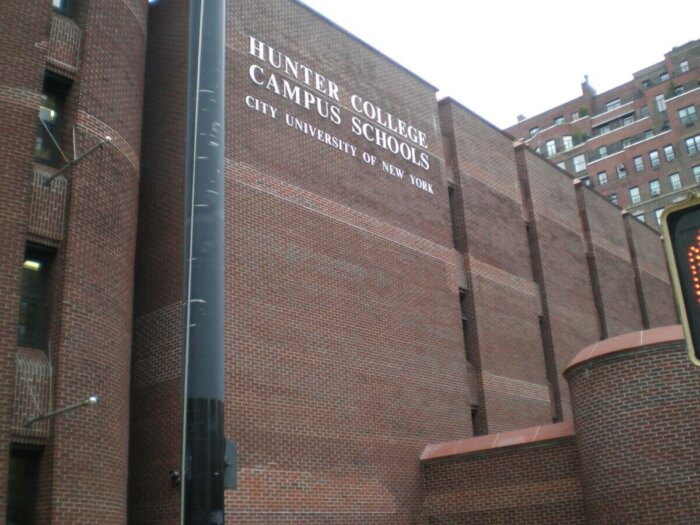 HUNTER COLLEGE
CAMPUS SCHOOLS
CITY UNIVERSITY OF NEW YORK